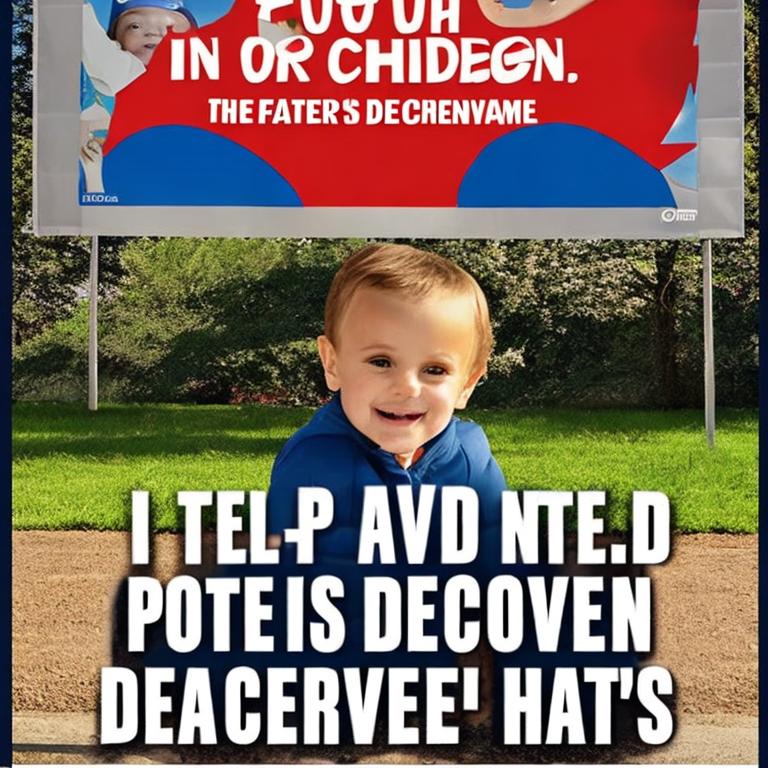 IN OR CHIDEGN.
THE FATER'S DECHENVAME
I TEL-P AVD NTE.D
POTE IS DECOVEN
DEACERVEE' HAT'S